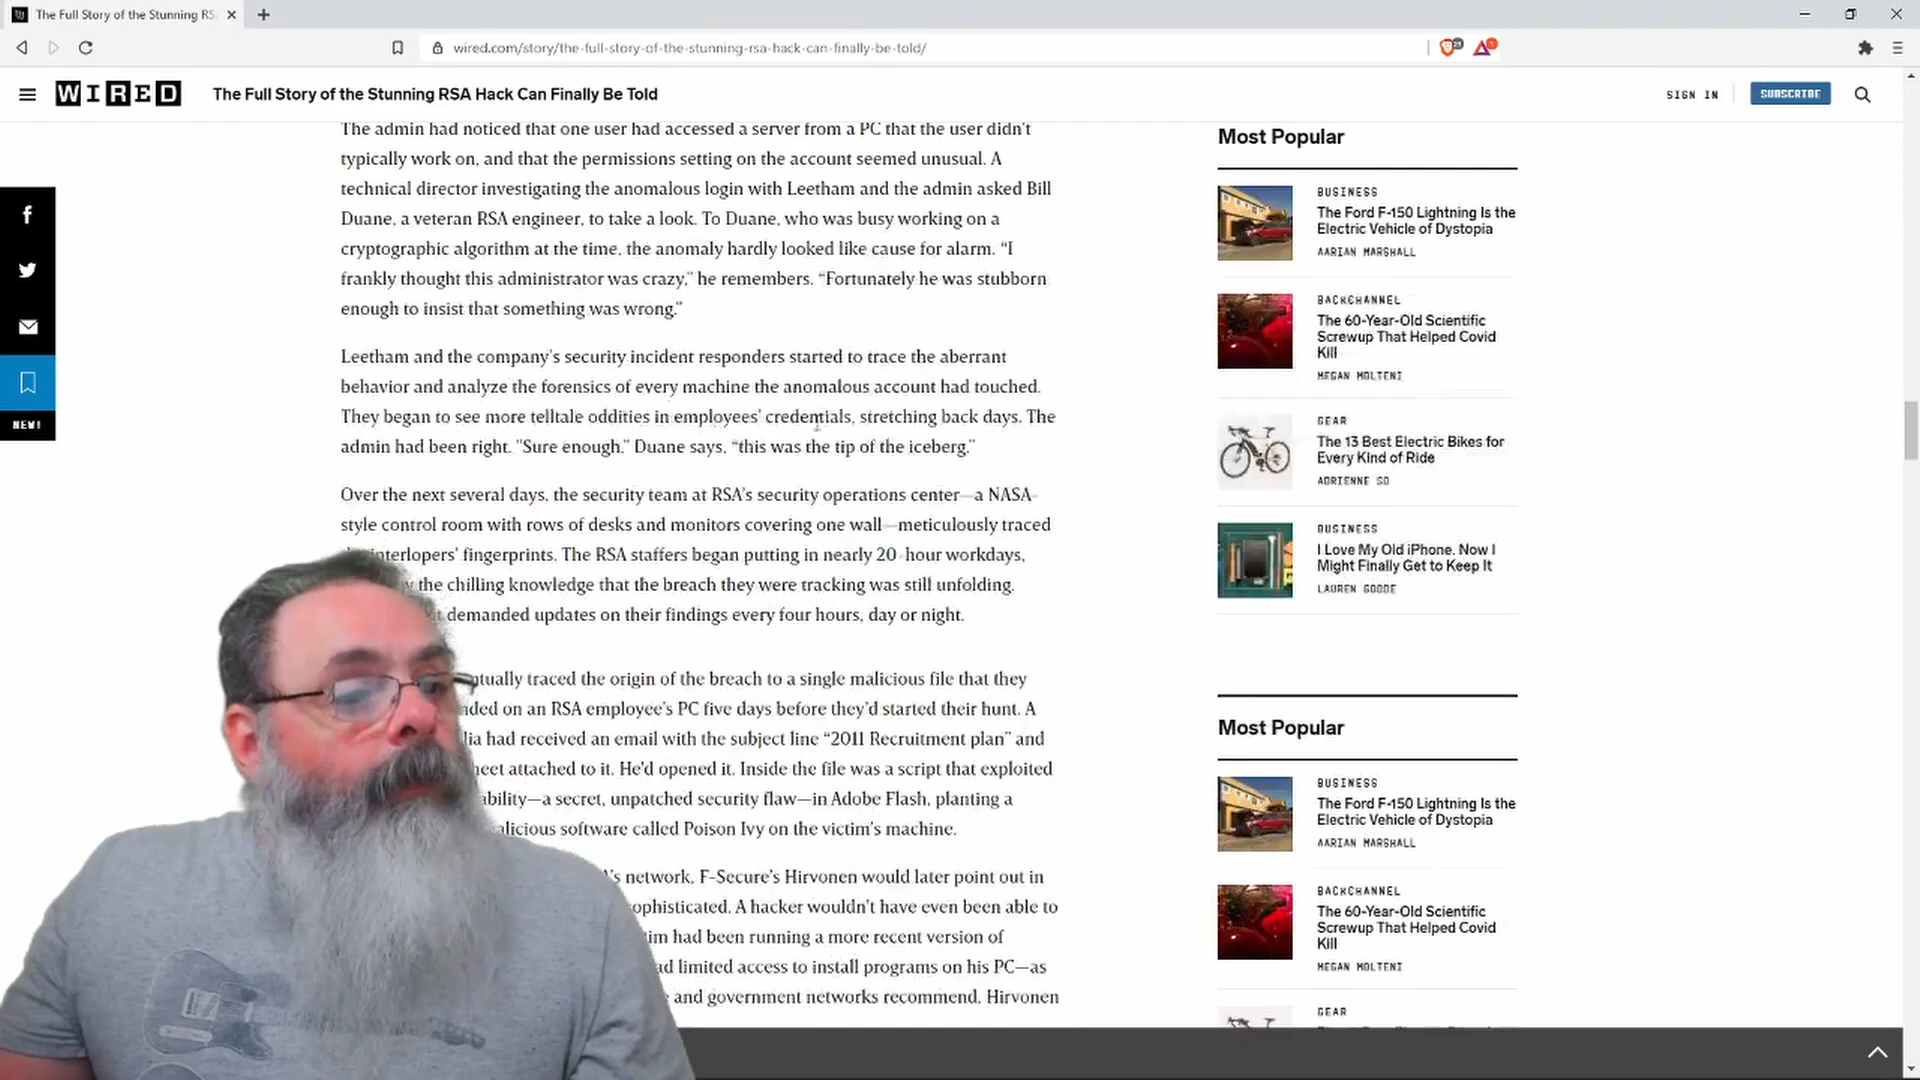 The Full Story of the Stunning RS
wired.com/story/the-full-story-of-the-stunning-rsa-hack-can-finally-be-told/
WIRED
The Full Story of the Stunning RSA Hack Can Finally Be Told
SIGN IN
SUBSCRIBE
The admin had noticed that one user had accessed a server from a PC that the user didn't
typically work on, and that the permissions setting on the account seemed unusual. A
technical director investigating the anomalous login with Leetham and the admin asked Bill
Duane, a veteran RSA engineer, to take a look. To Duane, who was busy working on a
cryptographic algorithm at the time, the anomaly hardly looked like cause for alarm. “I
frankly thought this administrator was crazy,” he remembers. “Fortunately he was stubborn
enough to insist that something was wrong.”
Leetham and the company's security incident responders started to trace the aberrant
behavior and analyze the forensics of every machine the anomalous account had touched.
They began to see more telltale oddities in employees' credentials, stretching back days. The
admin had been right. "Sure enough,” Duane says, “this was the tip of the iceberg.”
Over the next several days, the security team at RSA's security operations center—a NASA-
style control room with rows of desks and monitors covering one wall—meticulously traced
interlopers' fingerprints. The RSA staffers began putting in nearly 20-hour workdays,
the chilling knowledge that the breach they were tracking was still unfolding.
demanded updates on their findings every four hours, day or night.
tually traced the origin of the breach to a single malicious file that they
ded on an RSA employee's PC five days before they'd started their hunt. A
lia had received an email with the subject line “2011 Recruitment plan” and
eet attached to it. He'd opened it. Inside the file was a script that exploited
ability—a secret, unpatched security flaw—in Adobe Flash, planting a
alicious software called Poison Ivy on the victim's machine.
's network, F-Secure's Hirvonen would later point out in
ophisticated. A hacker wouldn't have even been able to
tim had been running a more recent version of
ad limited access to install programs on his PC—as
and government networks recommend, Hirvonen
NEW!
Most Popular
BUSINESS
The Ford F-150 Lightning Is the
Electric Vehicle of Dystopia
AARIAN MARSHALL
BACKCHANNEL
The 60-Year-Old Scientific
Screwup That Helped Covid
Kill
MEGAN MOLTENI
GEAR
The 13 Best Electric Bikes for
Every Kind of Ride
ADRIENNE SO
BUSINESS
I Love My Old iPhone. Now I
Might Finally Get to Keep It
LAUREN GOODE
Most Popular
BUSINESS
The Ford F-150 Lightning Is the
Electric Vehicle of Dystopia
AARIAN MARSHALL
BACKCHANNEL
The 60-Year-Old Scientific
Screwup That Helped Covid
Kill
MEGAN MOLTENI
GEAR